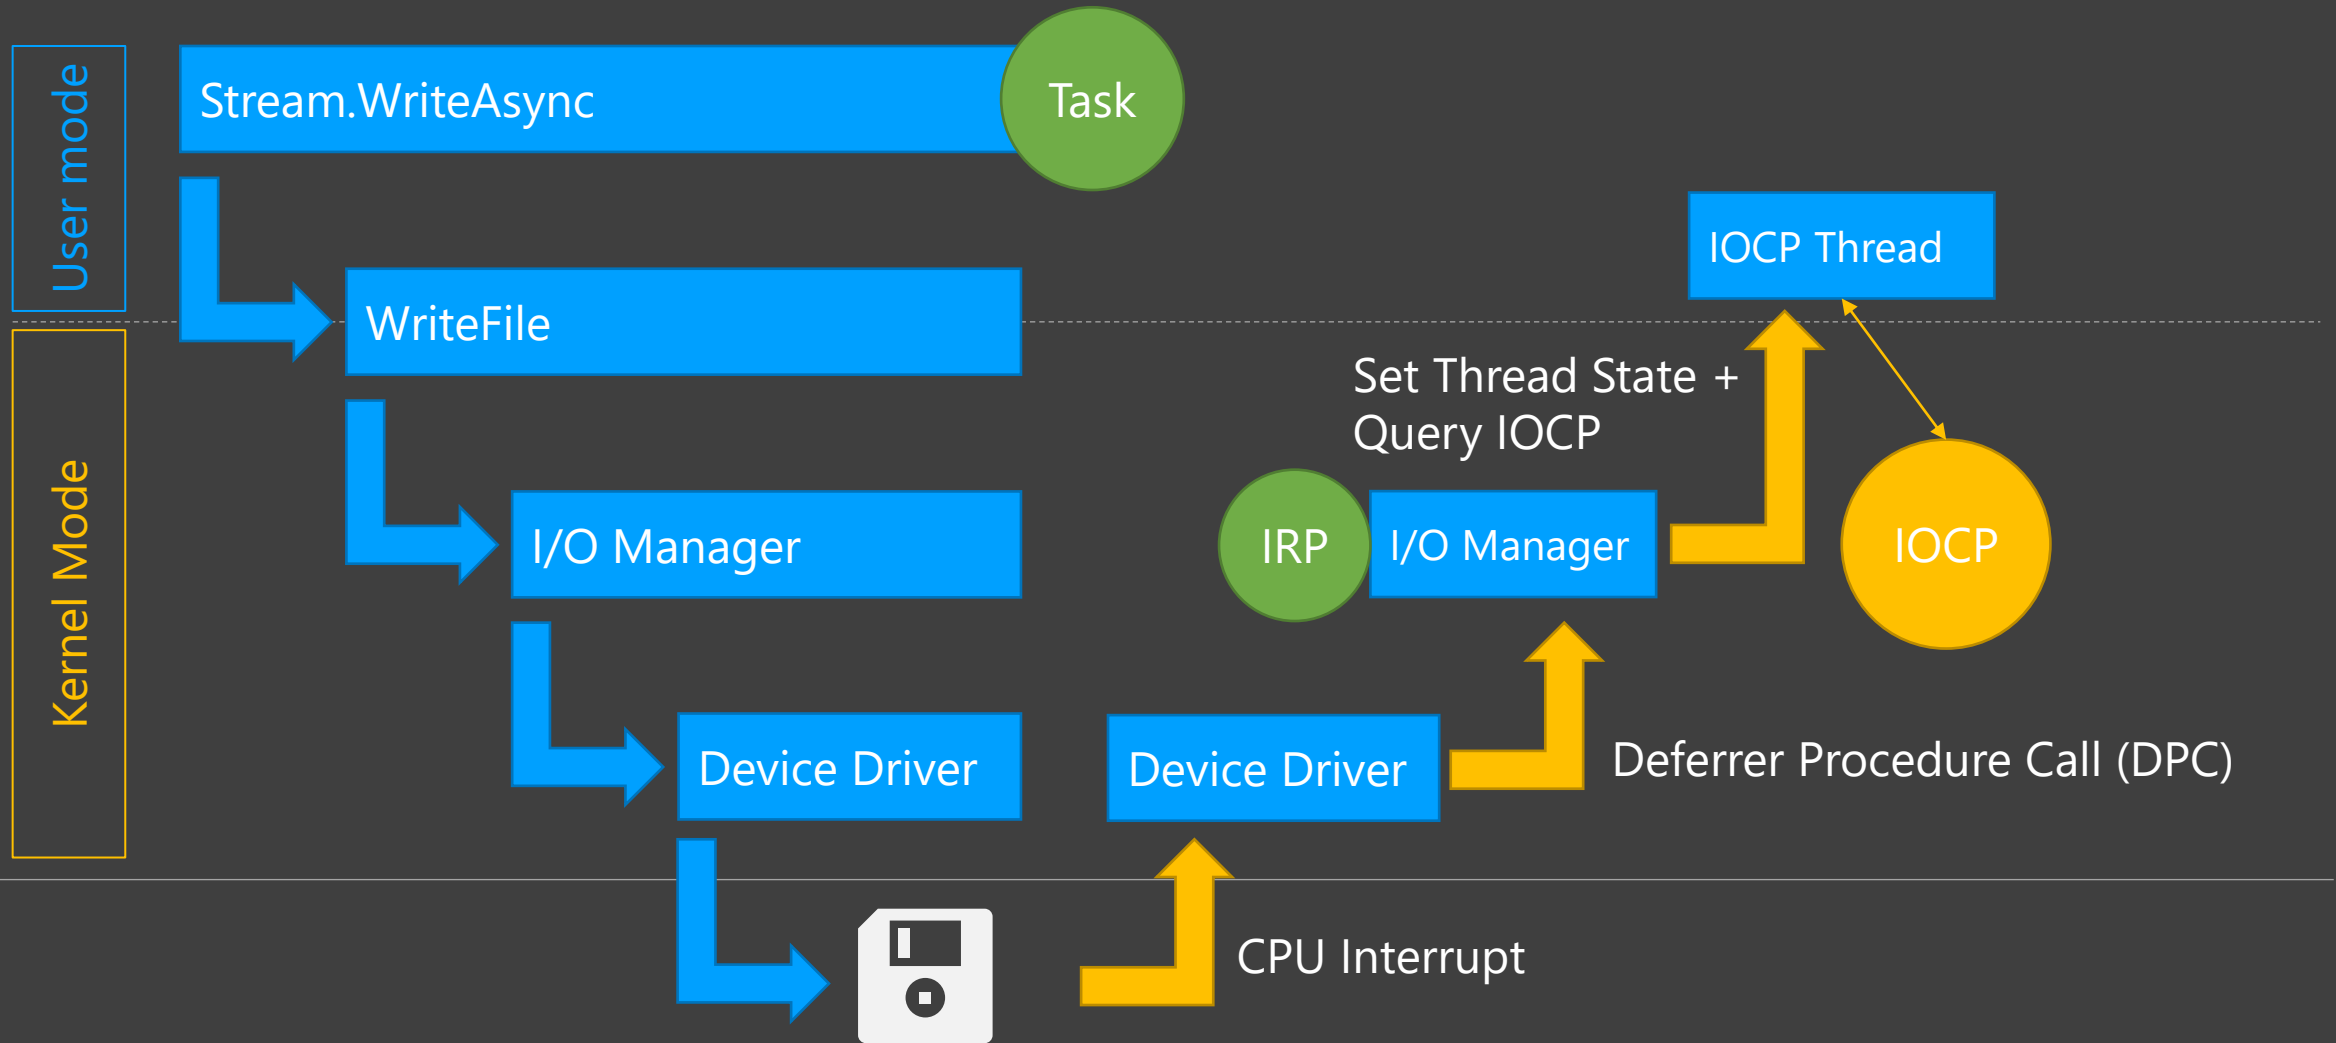 User mode
Stream.WriteAsync
Task
IOCP Thread
WriteFile
Set Thread State +
Query IOCP
Kernel Mode
I/O Manager
IRP
I/O Manager
IOCP
Device Driver
Device Driver
Deferrer Procedure Call (DPC)
CPU Interrupt